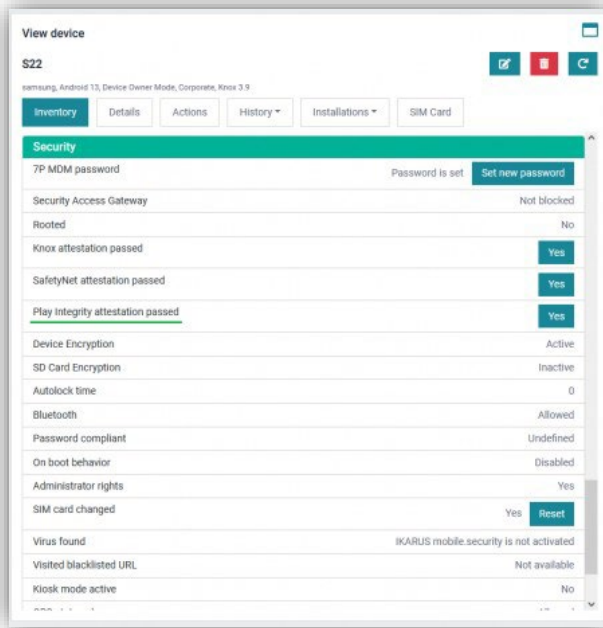 View device
S22
samsung, Android 13, Device Owner Mode, Corporate, Knox 3.9
Inventory Details Actions History Installations SIM Card
Security
7P MDM password Password is set Set new password
Security Access Gateway Not blocked
Rooted No
Knox attestation passed Yes
SafetyNet attestation passed Yes
Play Integrity attestation passed Yes
Device Encryption Active
SD Card Encryption Inactive
Autolock time 0
Bluetooth Allowed
Password compliant Undefined
On boot behavior Disabled
Administrator rights Yes
SIM card changed Yes Reset
Virus found IKARUS mobile.security is not activated
Visited blacklisted URL Not available
Kiosk mode active No